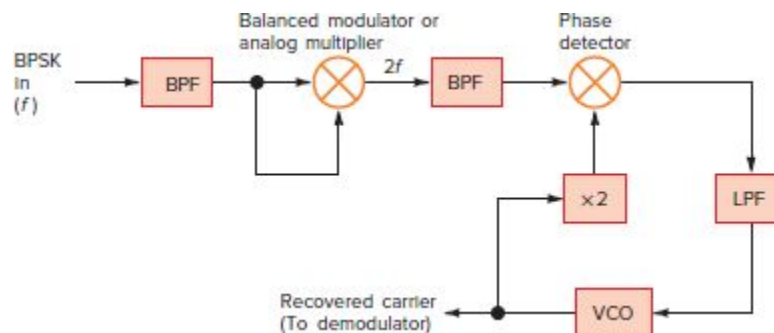 Balanced modulator or
analog multiplier
Phase
detector
BPSK
in
(f)
BPF
2f
BPF
×2
LPF
Recovered carrier
(To demodulator)
VCO